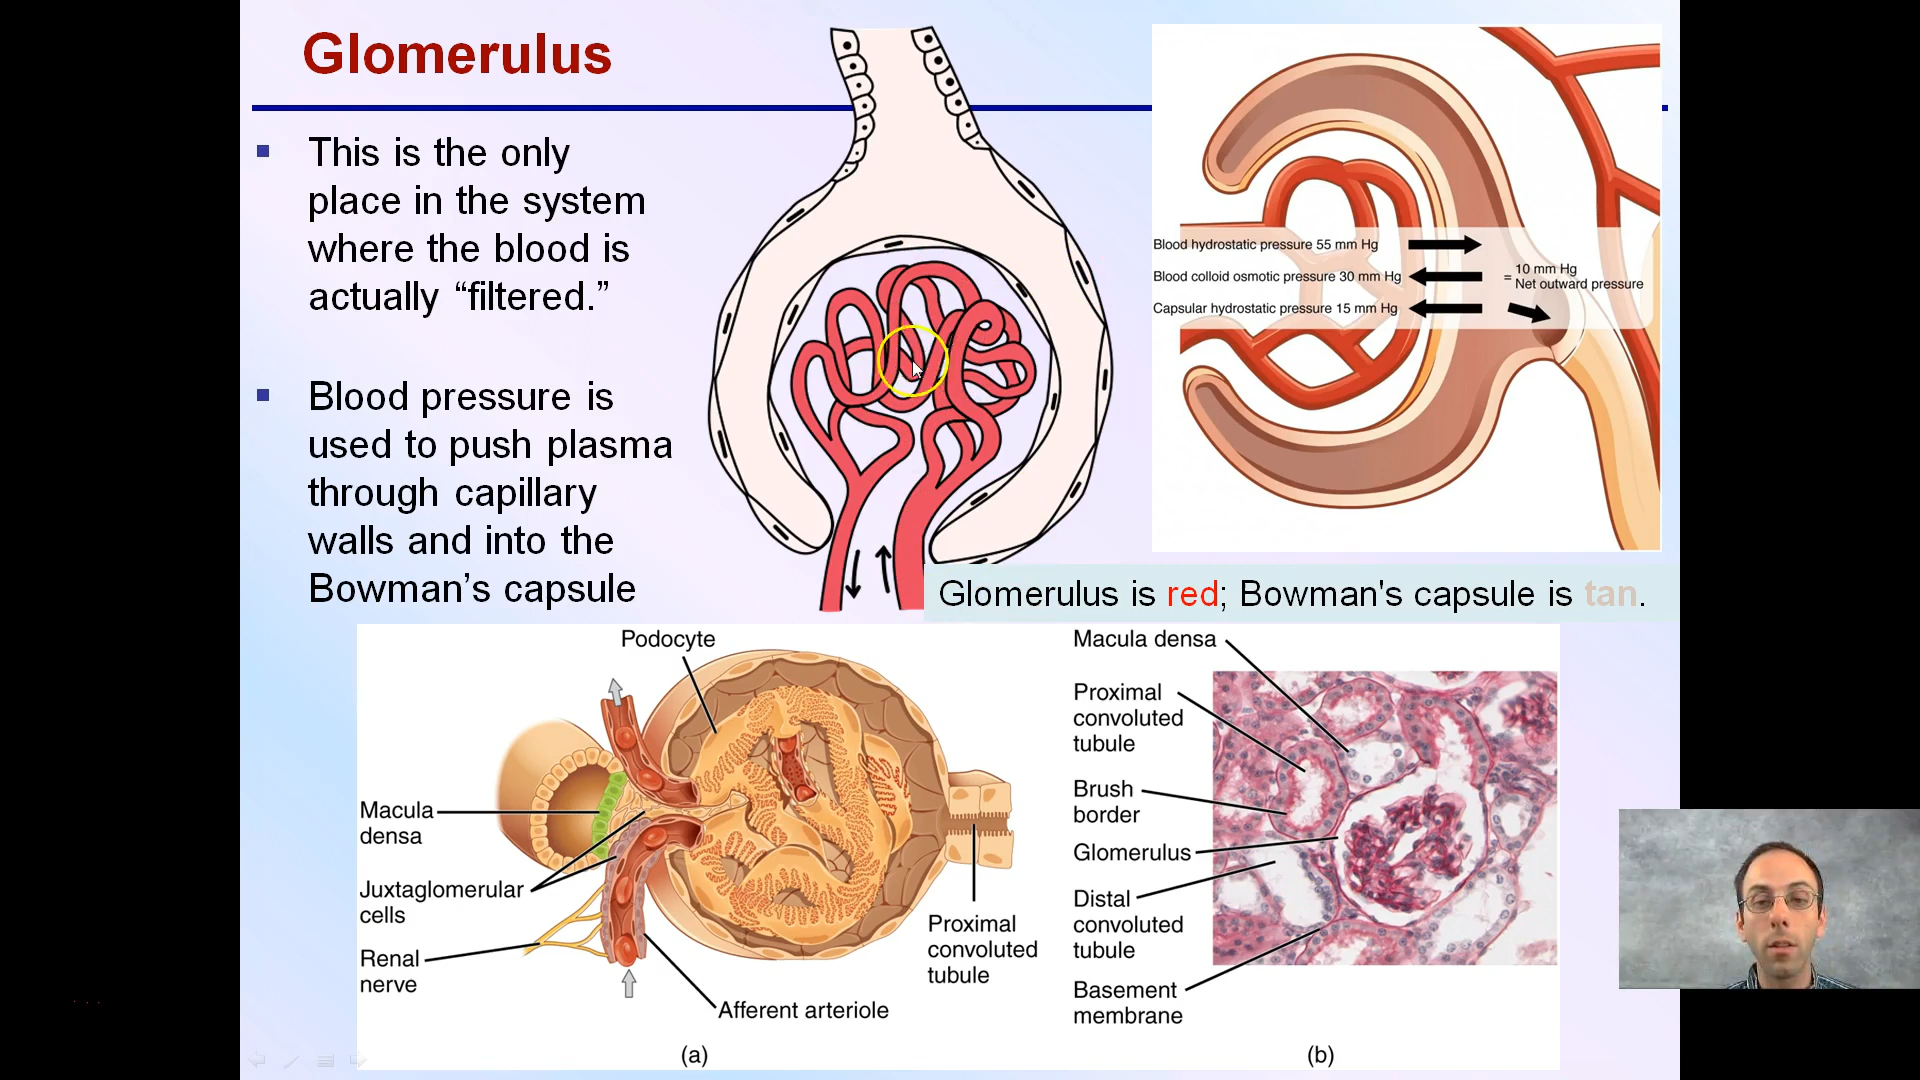 Glomerulus
This is the only
place in the system
where the blood is
actually “filtered.”
Blood pressure is
used to push plasma
through capillary
walls and into the
Bowman’s capsule
Blood hydrostatic pressure 55 mm Hg
Blood colloid osmotic pressure 30 mm Hg
Capsular hydrostatic pressure 15 mm Hg
= 10 mm Hg
Net outward pressure
Glomerulus is red; Bowman's capsule is tan.
Podocyte
Macula
densa
Juxtaglomerular
cells
Renal
nerve
Afferent arteriole
Proximal
convoluted
tubule
(a)
Macula densa
Proximal
convoluted
tubule
Brush
border
Glomerulus
Distal
convoluted
tubule
Basement
membrane
(b)